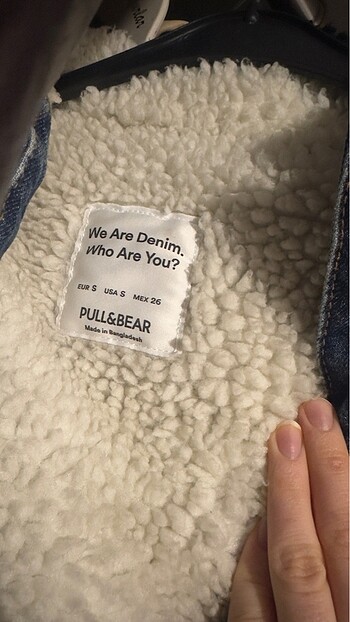 We Are Denim.
Who Are You?
EUR S USA S MEX 26
PULL&BEAR
Made in Bangladesh